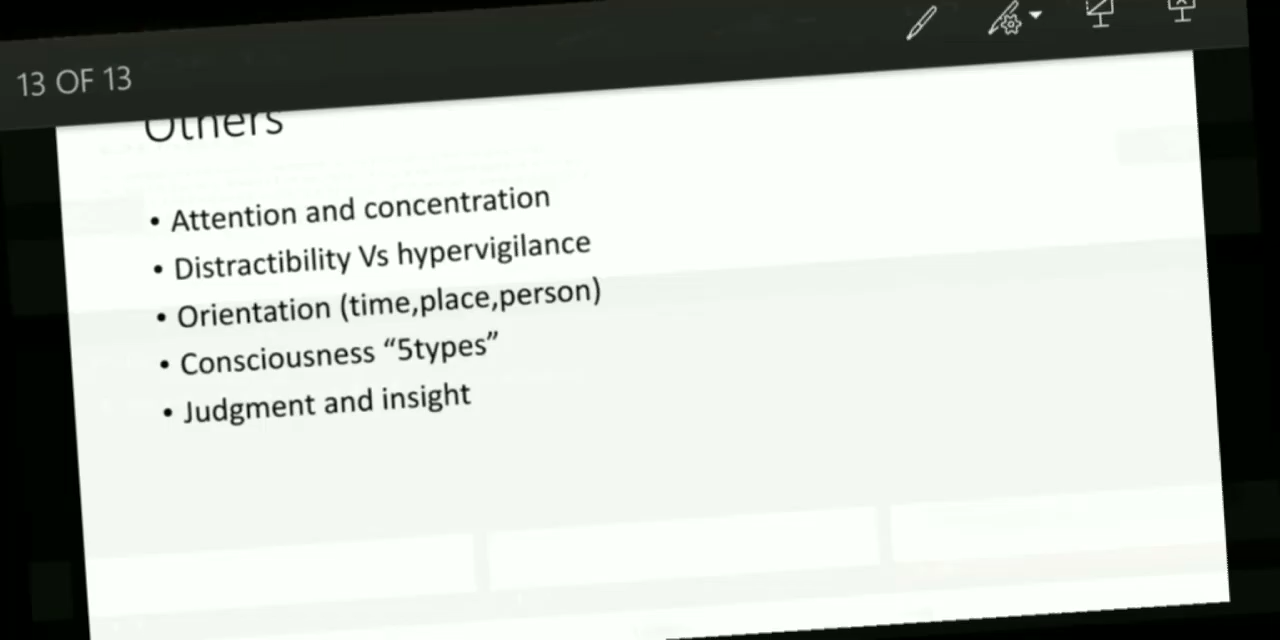 13 OF 13
Others
• Attention and concentration
• Distractibility Vs hypervigilance
• Orientation (time,place,person)
• Consciousness “5types”
• Judgment and insight